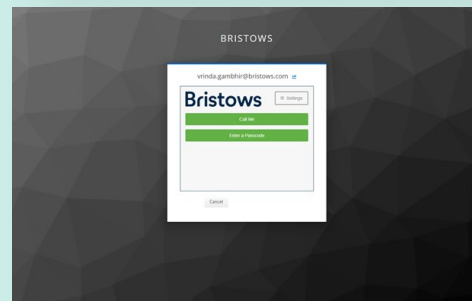 BRISTOWS
vrinda.gambhir@bristows.com
Bristows
Settings
Call Me
Enter a Passcode
Cancel